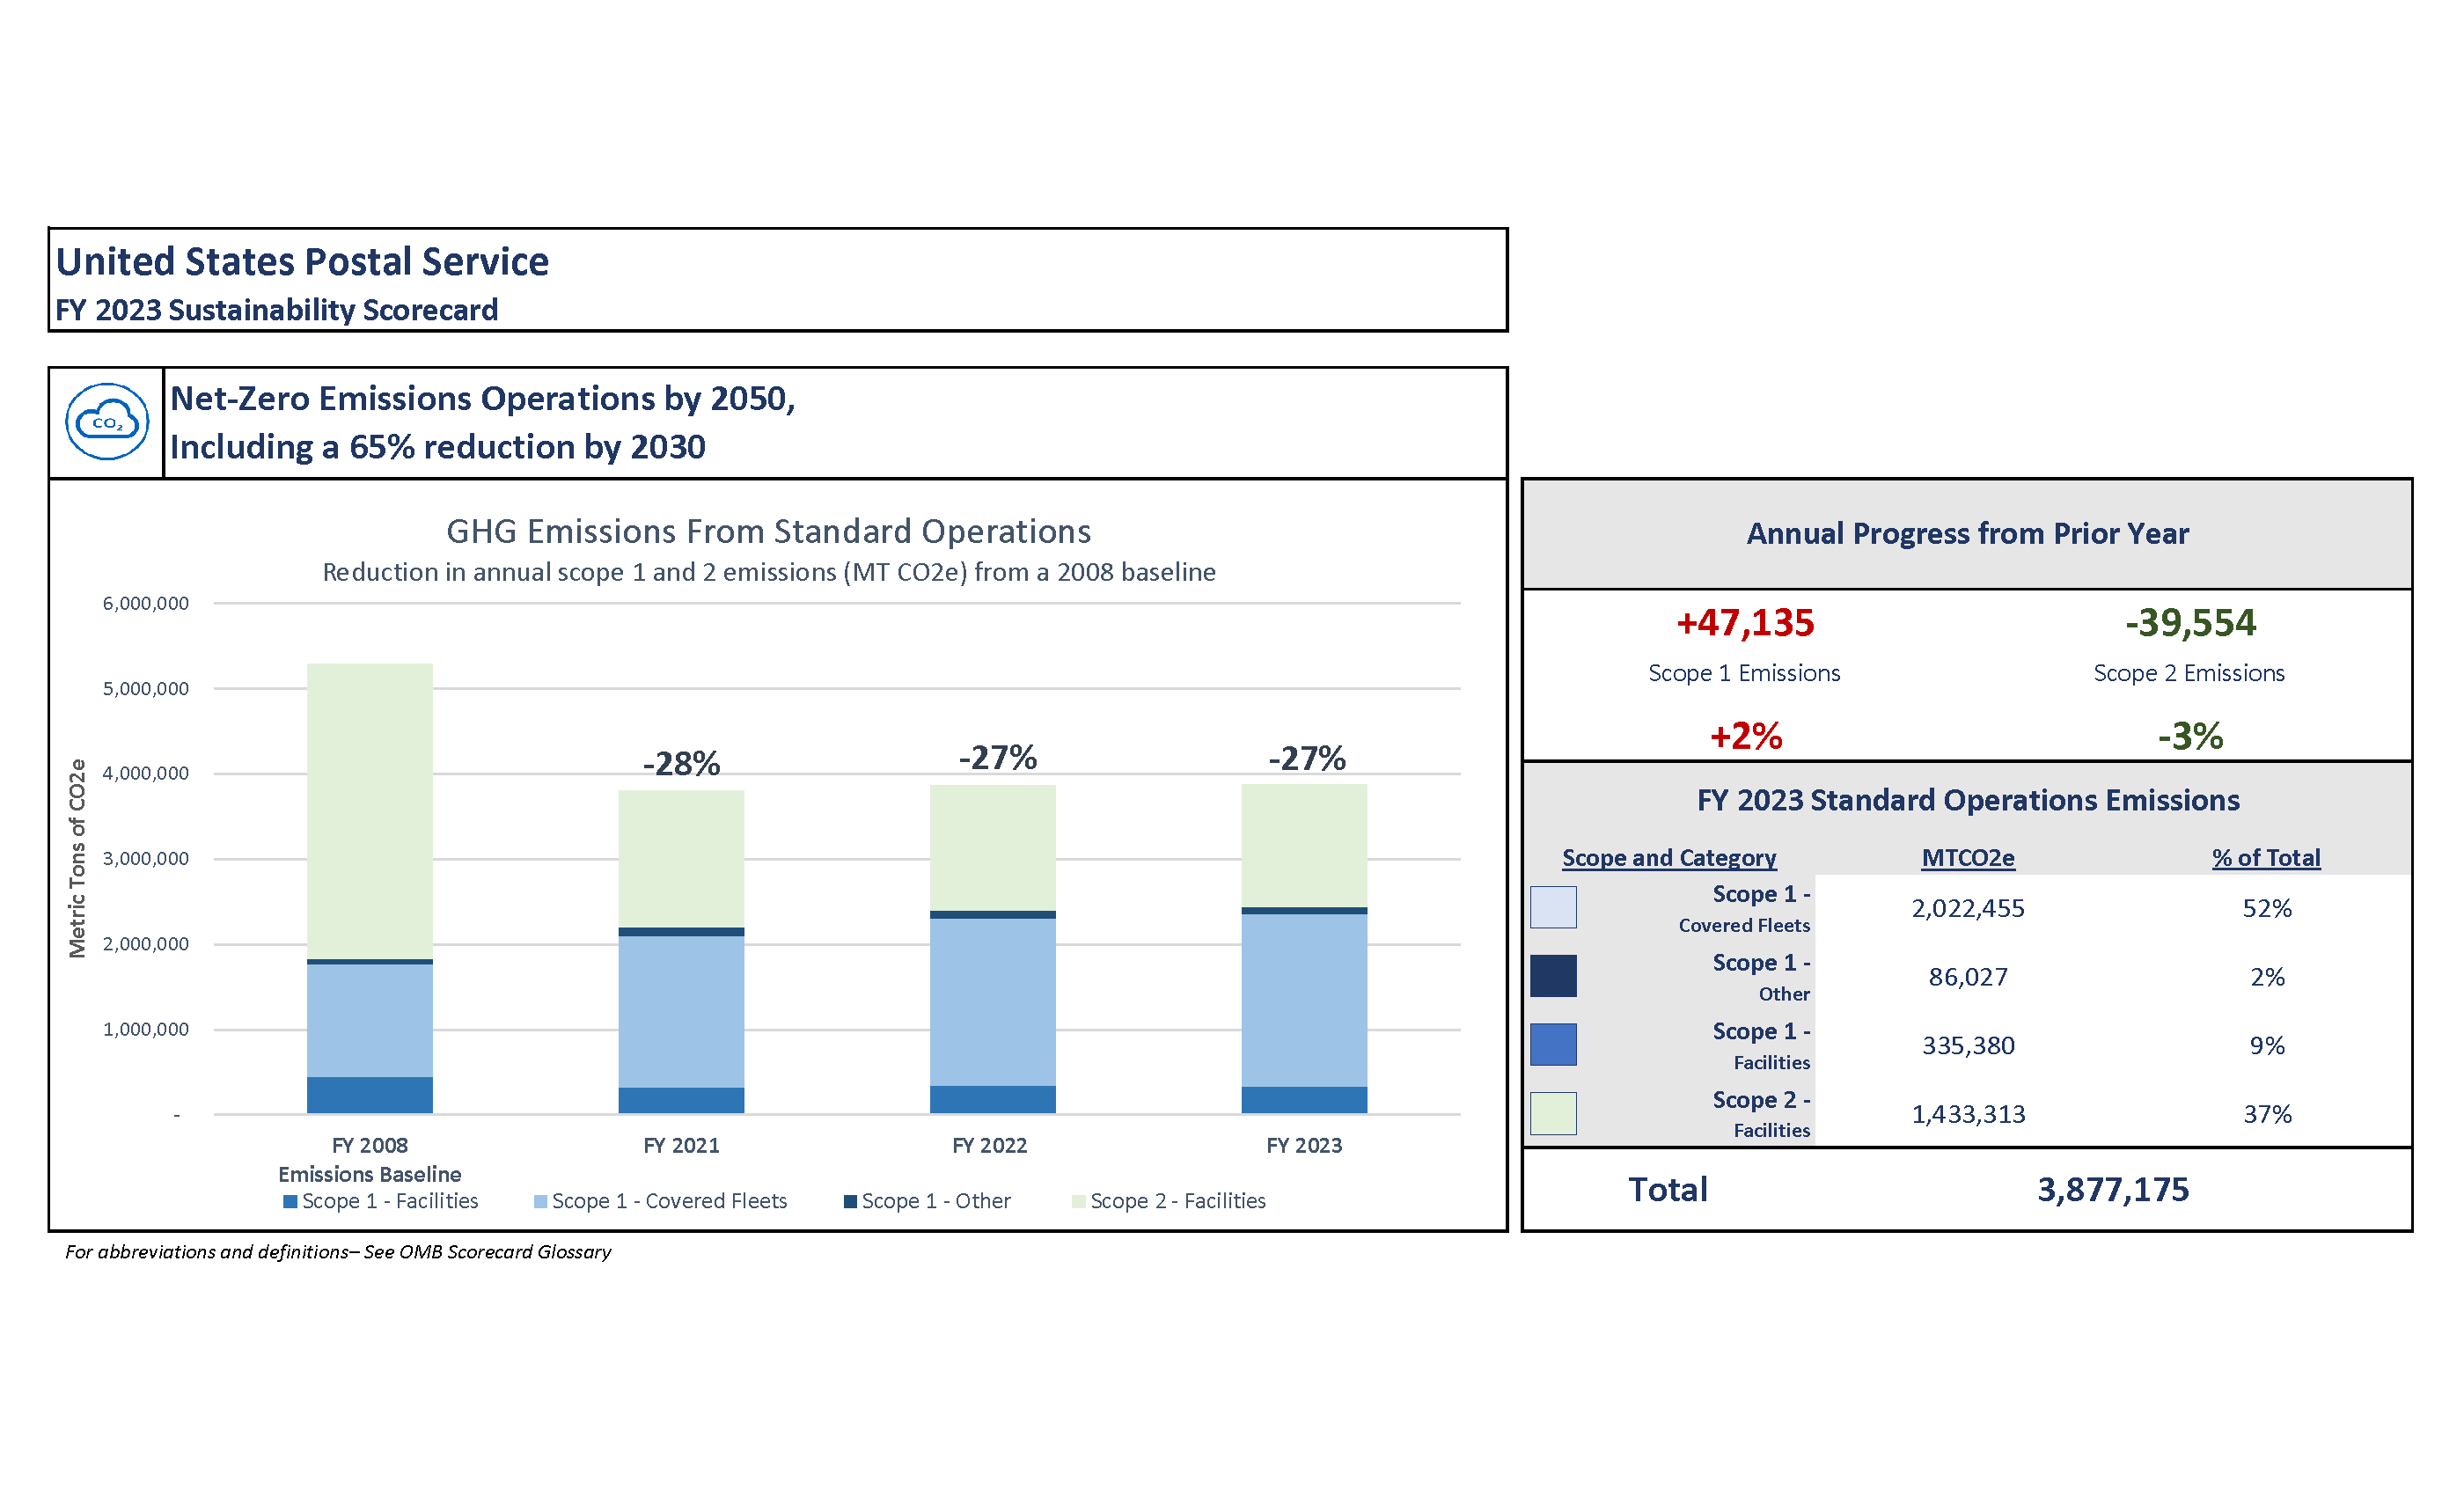 United States Postal Service
FY 2023 Sustainability Scorecard
CO₂
Net-Zero Emissions Operations by 2050,
Including a 65% reduction by 2030
GHG Emissions From Standard Operations
Reduction in annual scope 1 and 2 emissions (MT CO2e) from a 2008 baseline
Metric Tons of CO2e
6,000,000
5,000,000
4,000,000
3,000,000
2,000,000
1,000,000
-
-28%
-27%
-27%
FY 2008
Emissions Baseline
FY 2021
FY 2022
FY 2023
Scope 1 - Facilities
Scope 1 - Covered Fleets
Scope 1 - Other
Scope 2 - Facilities
For abbreviations and definitions– See OMB Scorecard Glossary
Annual Progress from Prior Year
+47,135 -39,554
Scope 1 Emissions Scope 2 Emissions
+2% -3%
FY 2023 Standard Operations Emissions
Scope and Category MTCO2e % of Total
Scope 1 -
Covered Fleets
2,022,455 52%
Scope 1 -
Other
86,027 2%
Scope 1 -
Facilities
335,380 9%
Scope 2 -
Facilities
1,433,313 37%
Total 3,877,175